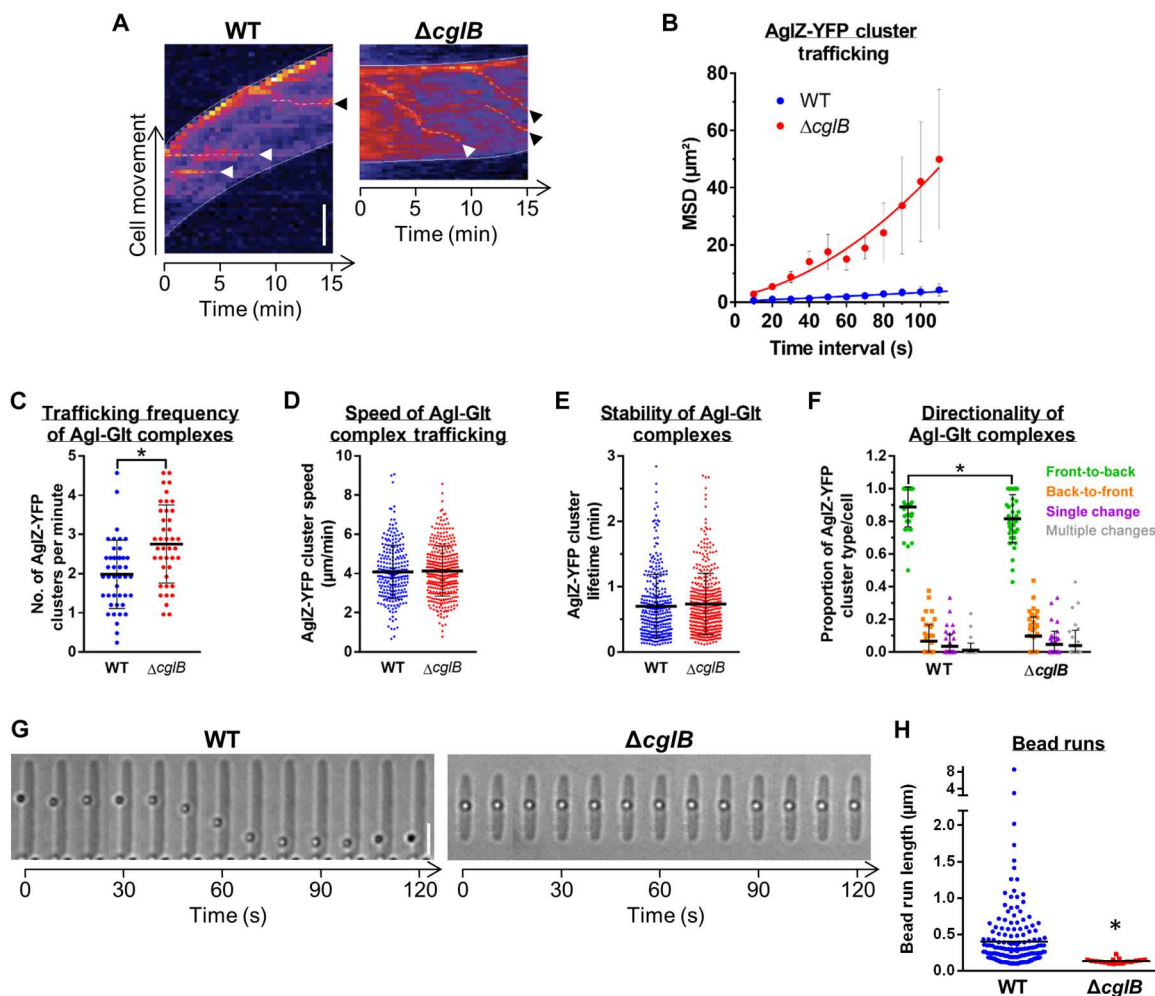 A
WT
ΔcglB
Cell movement
0 5 10 15
Time (min)
0 5 10 15
Time (min)
B
AglZ-YFP cluster
trafficking
WT
ΔcglB
MSD (µm²)
80
60
40
20
0
0 20 40 60 80 100
Time interval (s)
C
Trafficking frequency
of Agl-Glt complexes
*
No. of AglZ-YFP
clusters per minute
5
4
3
2
1
0
WT ΔcglB
D
Speed of Agl-Glt
complex trafficking
AglZ-YFP cluster speed
(µm/min)
10
8
6
4
2
0
WT ΔcglB
E
Stability of Agl-Glt
complexes
AglZ-YFP cluster
lifetime (min)
3
2
1
0
WT ΔcglB
F
Directionality of
Agl-Glt complexes
*
Proportion of AglZ-YFP
cluster type/cell
1.2
1.0
0.8
0.6
0.4
0.2
0.0
Front-to-back
Back-to-front
Single change
Multiple changes
WT ΔcglB
G
WT
ΔcglB
0 30 60 90 120
Time (s)
0 30 60 90 120
Time (s)
H
Bead runs
Bead run length (µm)
8
4
2.0
1.5
1.0
0.5
0.0
*
WT ΔcglB